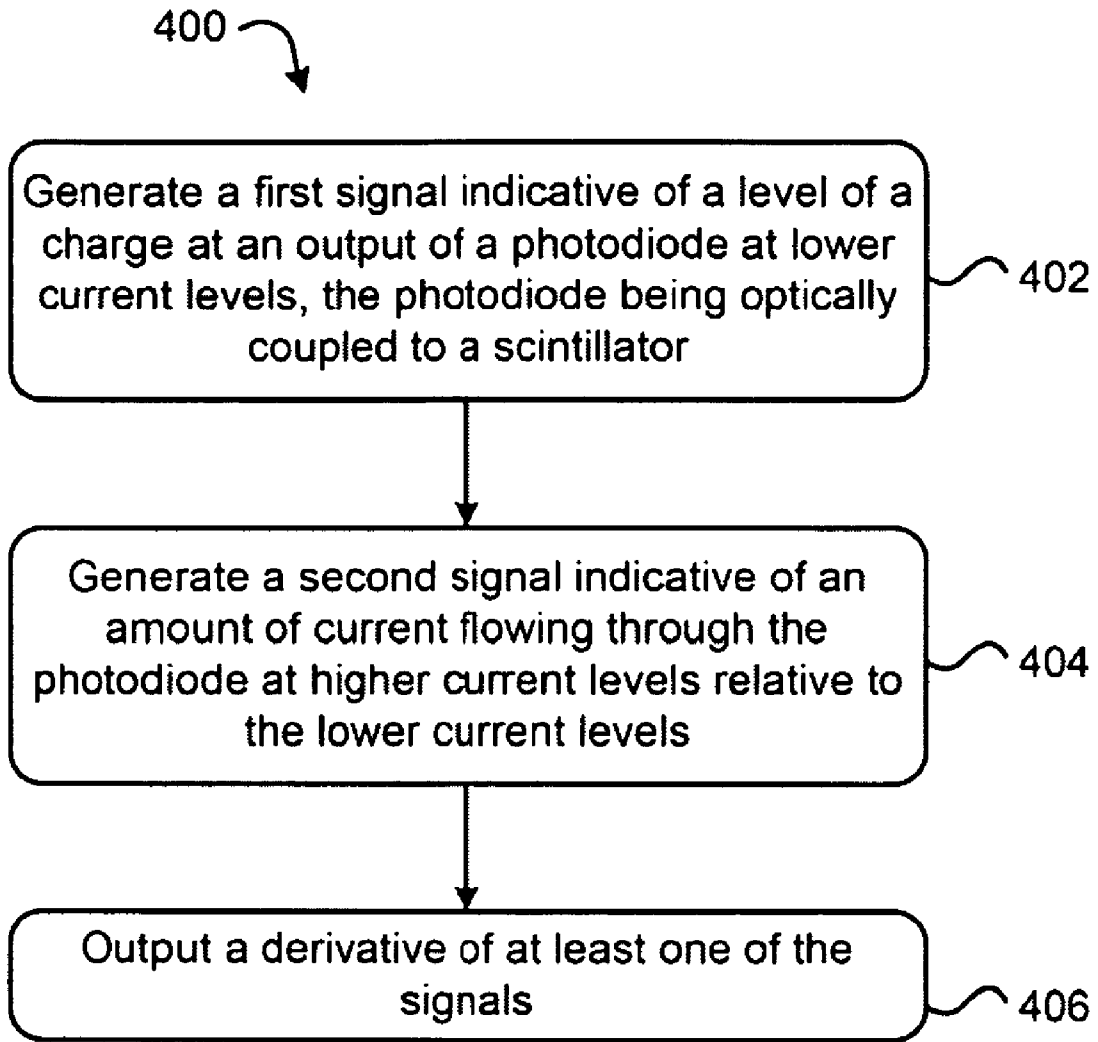 400
Generate a first signal indicative of a level of a
charge at an output of a photodiode at lower
current levels, the photodiode being optically
coupled to a scintillator
402
Generate a second signal indicative of an
amount of current flowing through the
photodiode at higher current levels relative to
the lower current levels
404
Output a derivative of at least one of the
signals
406